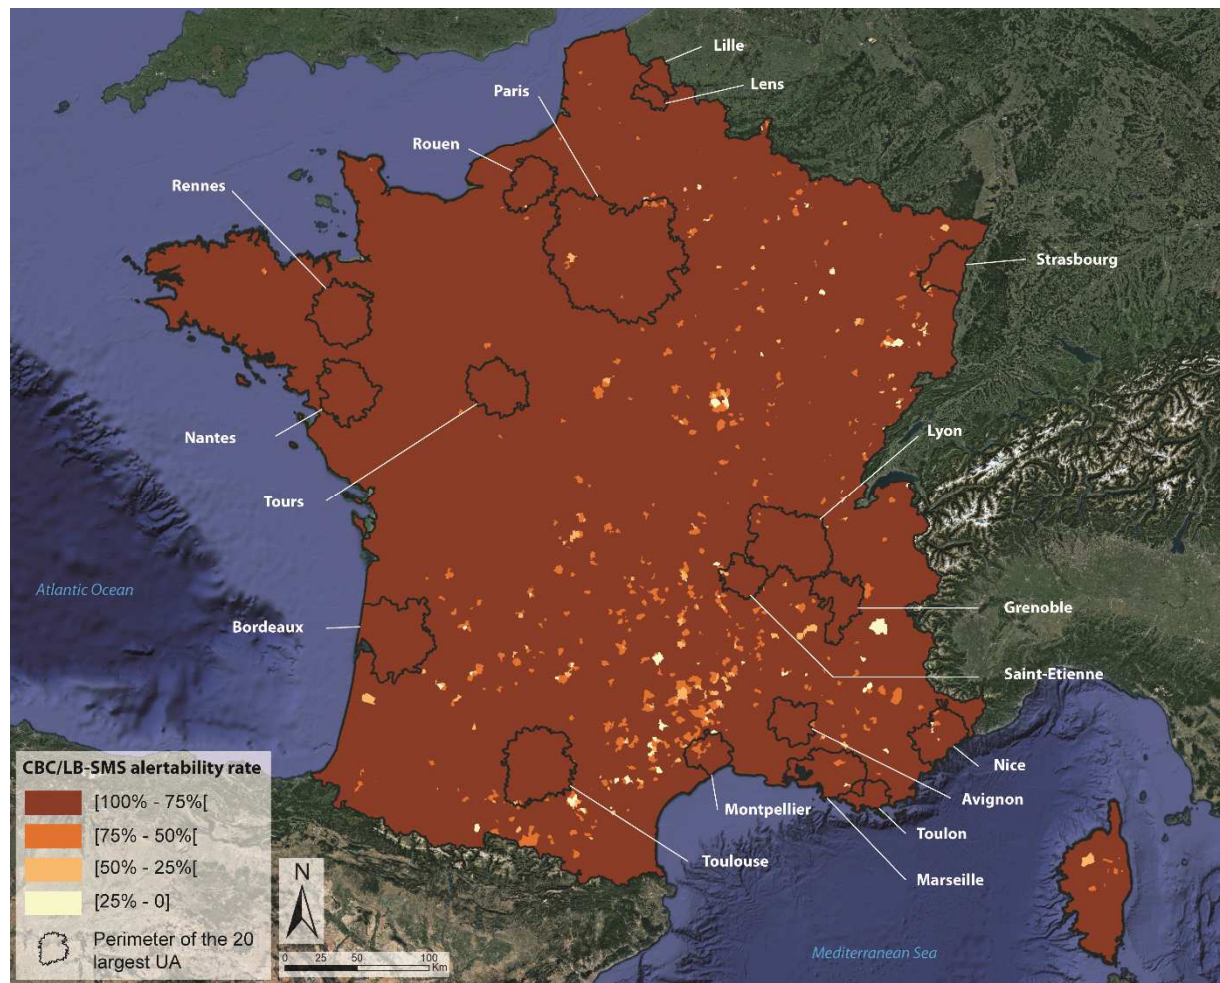 Lille
Lens
Paris
Rouen
Rennes
Strasbourg
Nantes
Lyon
Tours
Atlantic Ocean
Bordeaux
Grenoble
Saint-Etienne
Nice
Avignon
Montpellier
Toulon
Toulouse
Marseille
Mediterranean Sea
CBC/LB-SMS alertability rate
[100% - 75%[
[75% - 50%[
[50% - 25%[
[25% - 0]
Perimeter of the 20
largest UA
N
0 25 50 100
Km